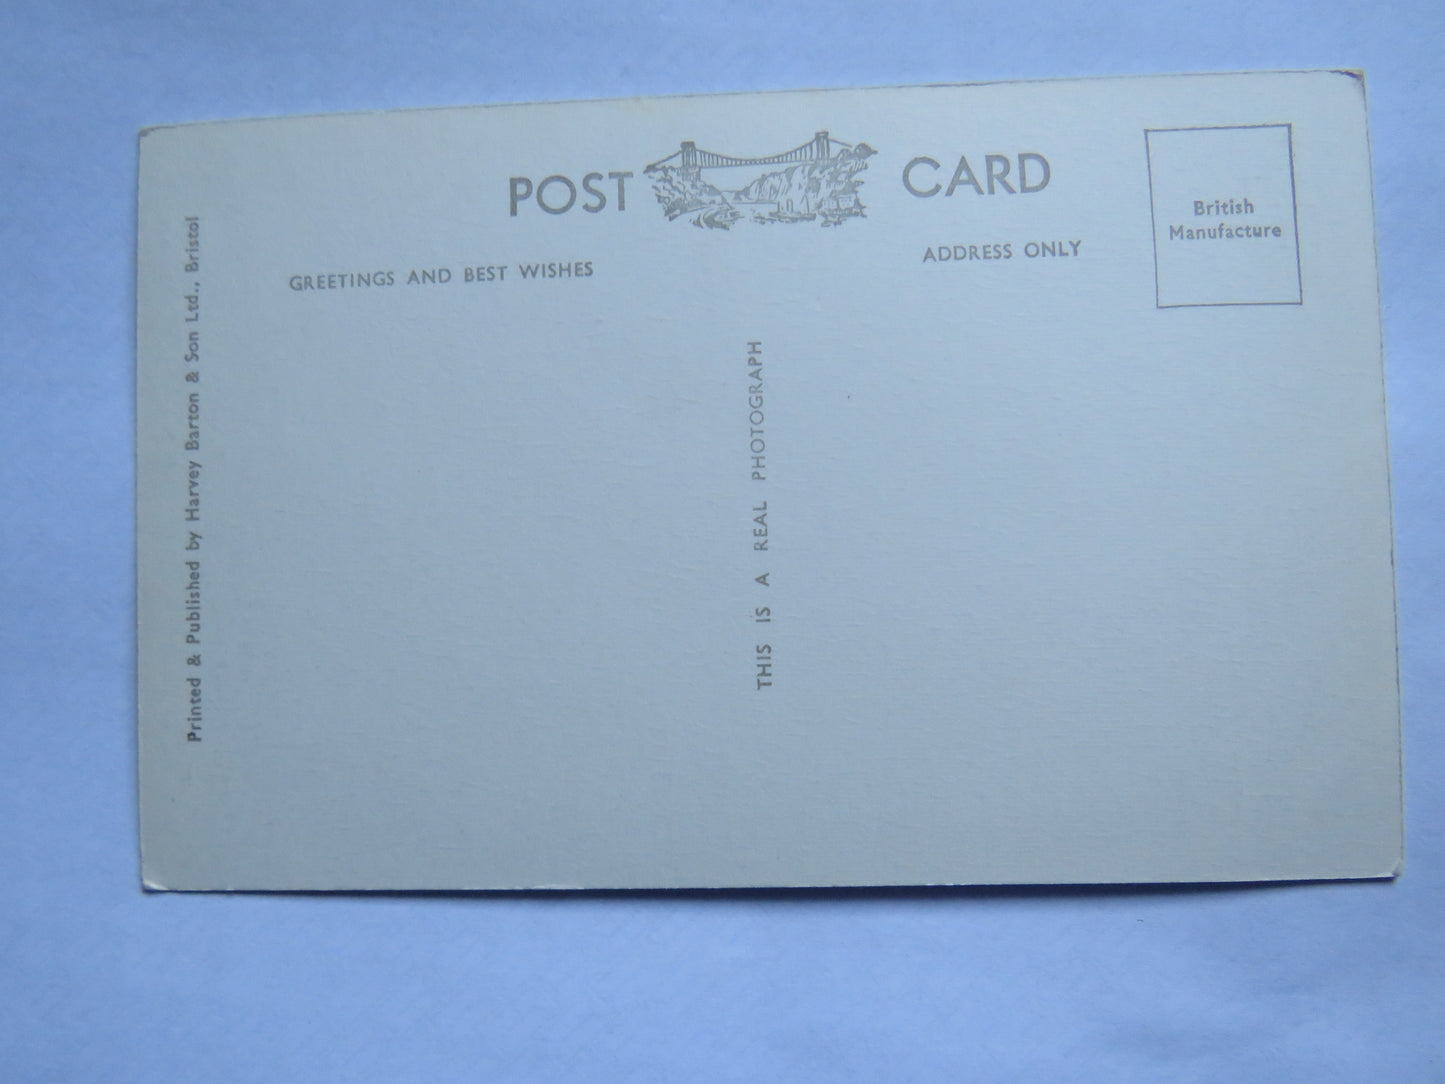 POST CARD
British
Manufacture
GREETINGS AND BEST WISHES
ADDRESS ONLY
THIS IS A REAL PHOTOGRAPH
Printed & Published by Harvey Barton & Son Ltd., Bristol